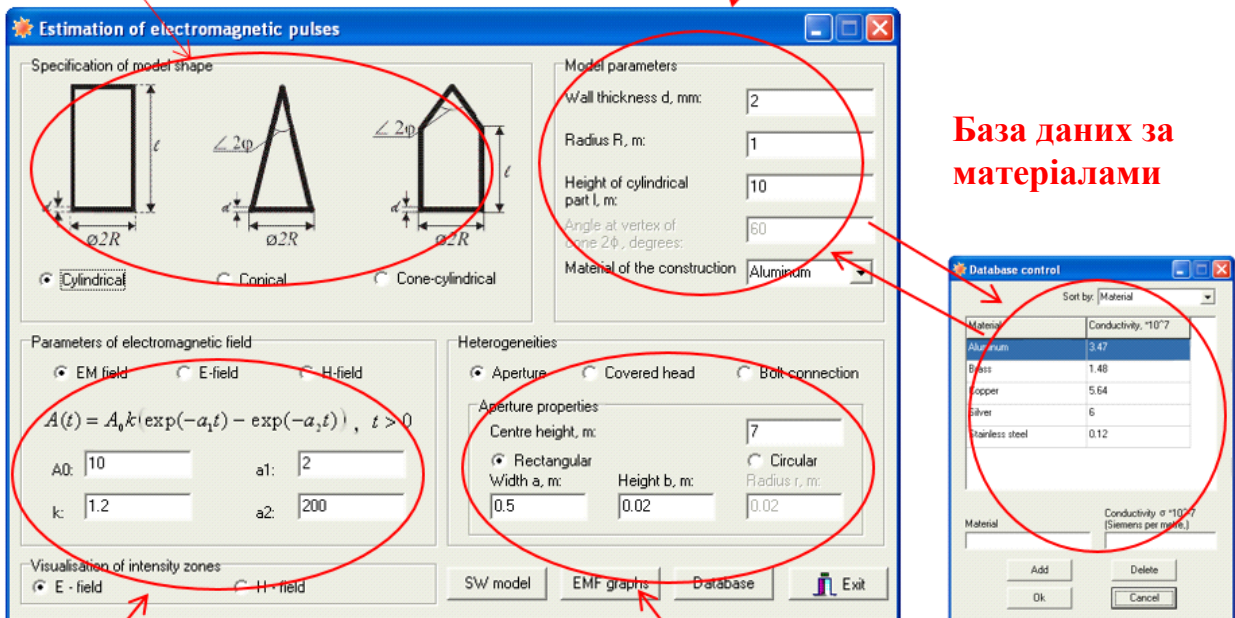 Estimation of electromagnetic pulses
Specification of model shape
ℓ
d
ø2R
∠ 2φ
d
ø2R
∠ 2φ
ℓ
d
ø2R
Cylindrical
Conical
Cone-cylindrical
Model parameters
Wall thickness d, mm: 2
Radius R, m: 1
Height of cylindrical
part l, m: 10
Angle at vertex of
cone 2ф , degrees: 60
Material of the construction Aluminum
Parameters of electromagnetic field
EM field E-field H-field
A(t) = A₀k(exp(−a₁t) − exp(−a₂t)) , t > 0
A0: 10 a1: 2
k: 1.2 a2: 200
Heterogeneities
Aperture Covered head Bolt connection
Aperture properties
Centre height, m: 7
Rectangular Circular
Width a, m: Height b, m: Radius r, m:
0.5 0.02 0.02
Visualisation of intensity zones
E - field H - field
SW model EMF graphs Database Exit
База даних за
матеріалами
Database control
Sort by: Material
Material Conductivity, *10^7
Aluminum 3.47
Brass 1.48
Copper 5.64
Silver 6
Stainless steel 0.12
Material
Conductivity σ *10^7
(Siemens per metre,)
Add Delete
Ok Cancel